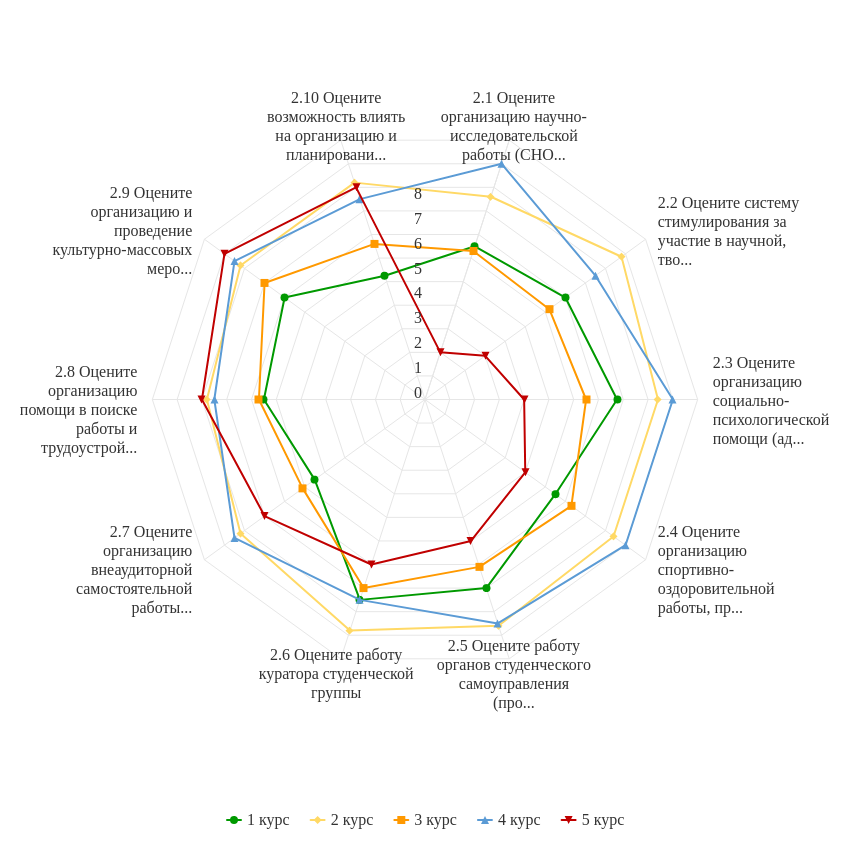 2.10 Оцените
возможность влиять
на организацию и
планировани...
2.1 Оцените
организацию научно-
исследовательской
работы (СНО...
2.9 Оцените
организацию и
проведение
культурно-массовых
меро...
2.2 Оцените систему
стимулирования за
участие в научной,
тво...
8
7
6
5
4
3
2
1
0
2.8 Оцените
организацию
помощи в поиске
работы и
трудоустрой...
2.3 Оцените
организацию
социально-
психологической
помощи (ад...
2.7 Оцените
организацию
внеаудиторной
самостоятельной
работы...
2.4 Оцените
организацию
спортивно-
оздоровительной
работы, пр...
2.6 Оцените работу
куратора студенческой
группы
2.5 Оцените работу
органов студенческого
самоуправления
(про...
1 курс 2 курс 3 курс 4 курс 5 курс